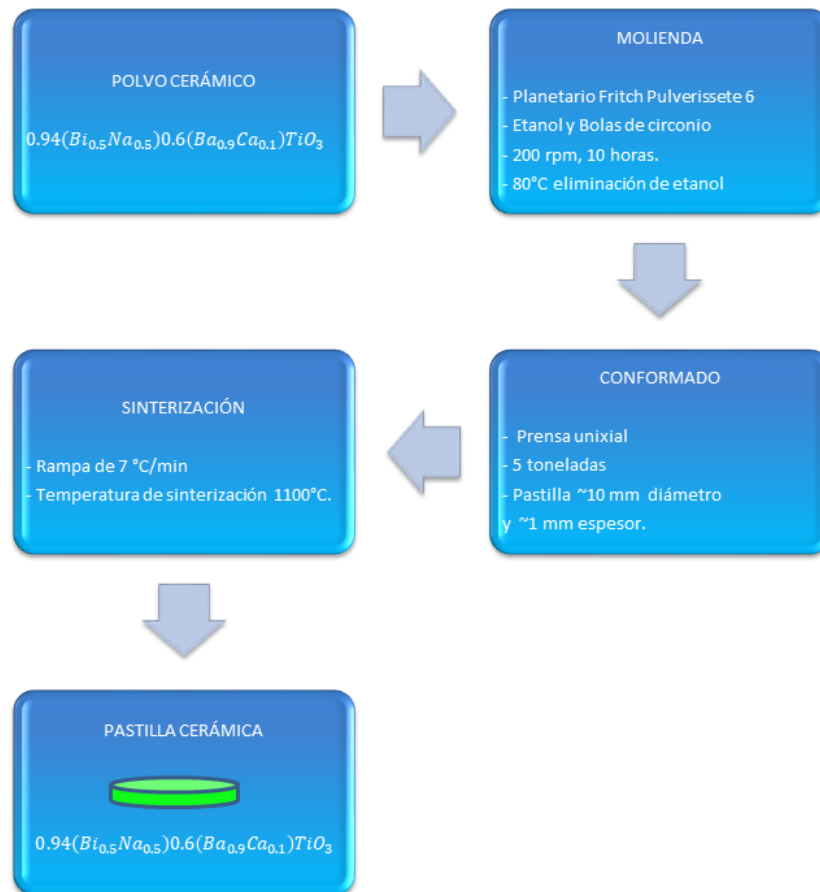 POLVO CERÁMICO
0.94(Bi₀.₅Na₀.₅)0.6(Ba₀.₉Ca₀.₁)TiO₃
MOLIENDA
- Planetario Fritch Pulverissete 6
- Etanol y Bolas de circonio
- 200 rpm, 10 horas.
- 80°C eliminación de etanol
CONFORMADO
- Prensa unixial
- 5 toneladas
- Pastilla ~10 mm diámetro
y ~1 mm espesor.
SINTERIZACIÓN
- Rampa de 7 °C/min
- Temperatura de sinterización 1100°C.
PASTILLA CERÁMICA
0.94(Bi₀.₅Na₀.₅)0.6(Ba₀.₉Ca₀.₁)TiO₃